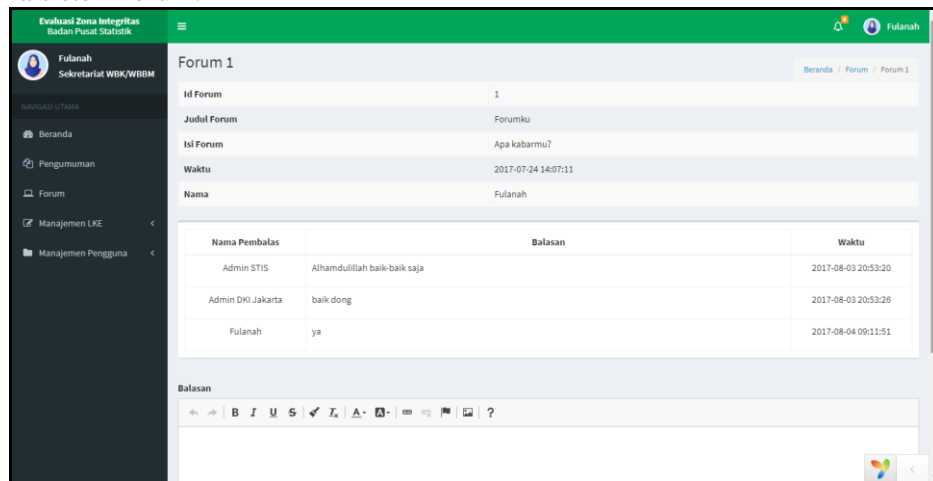 Evaluasi Zona Integritas
Badan Pusat Statistik
Fulanah
Fulanah
Sekretariat WBK/WBBM
NAVIGASI UTAMA
Beranda
Pengumuman
Forum
Manajemen LKE
Manajemen Pengguna
Forum 1
Beranda / Forum / Forum 1
Id Forum 1
Judul Forum Forumku
Isi Forum Apa kabarmu?
Waktu 2017-07-24 14:07:11
Nama Fulanah
Nama Pembalas Balasan Waktu
Admin STIS Alhamdulillah baik-baik saja 2017-08-03 20:53:20
Admin DKI Jakarta baik dong 2017-08-03 20:53:26
Fulanah ya 2017-08-04 09:11:51
Balasan
B I U S Tx A A ?